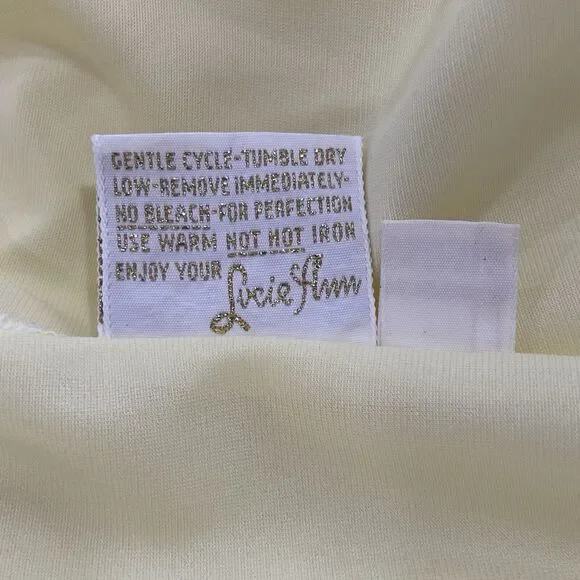 GENTLE CYCLE-TUMBLE DRY
LOW-REMOVE IMMEDIATELY-
NO BLEACH-FOR PERFECTION
USE WARM NOT HOT IRON
ENJOY YOUR Lucie Ann